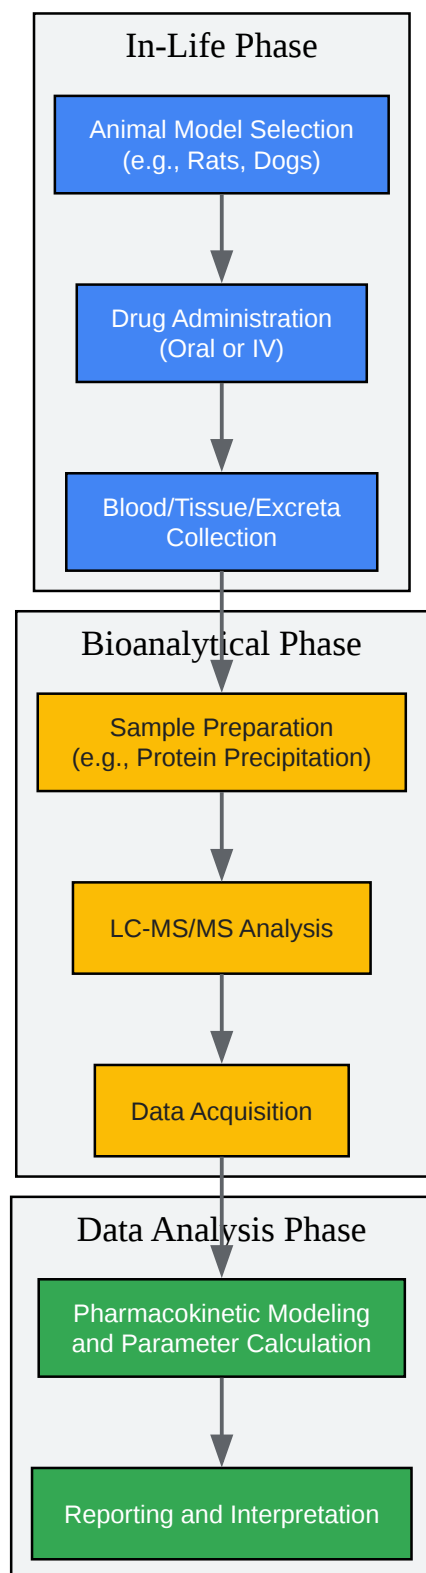 In-Life Phase
Animal Model Selection
(e.g., Rats, Dogs)
Drug Administration
(Oral or IV)
Blood/Tissue/Excreta
Collection
Bioanalytical Phase
Sample Preparation
(e.g., Protein Precipitation)
LC-MS/MS Analysis
Data Acquisition
Data Analysis Phase
Pharmacokinetic Modeling
and Parameter Calculation
Reporting and Interpretation